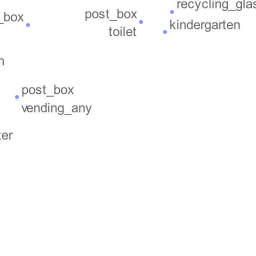 recycling_glas
_box
post_box
toilet
kindergarten
n
post_box
vending_any
ter